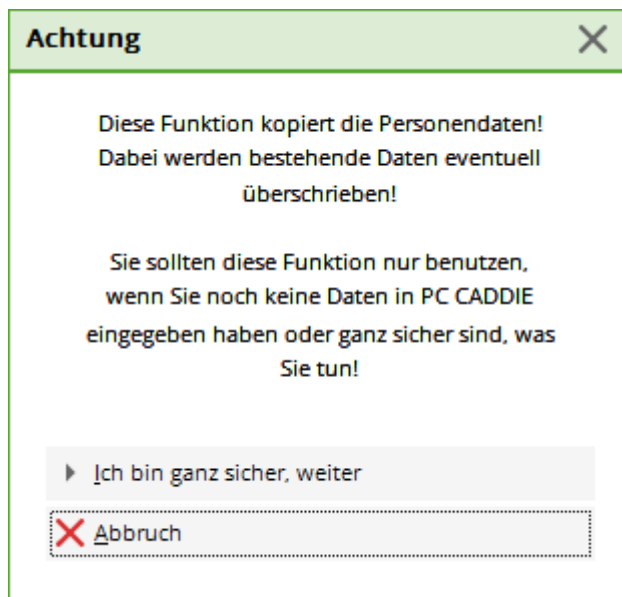 Achtung
Diese Funktion kopiert die Personendaten!
Dabei werden bestehende Daten eventuell
überschrieben!
Sie sollten diese Funktion nur benutzen,
wenn Sie noch keine Daten in PC CADDIE
eingegeben haben oder ganz sicher sind, was
Sie tun!
Ich bin ganz sicher, weiter
Abbruch